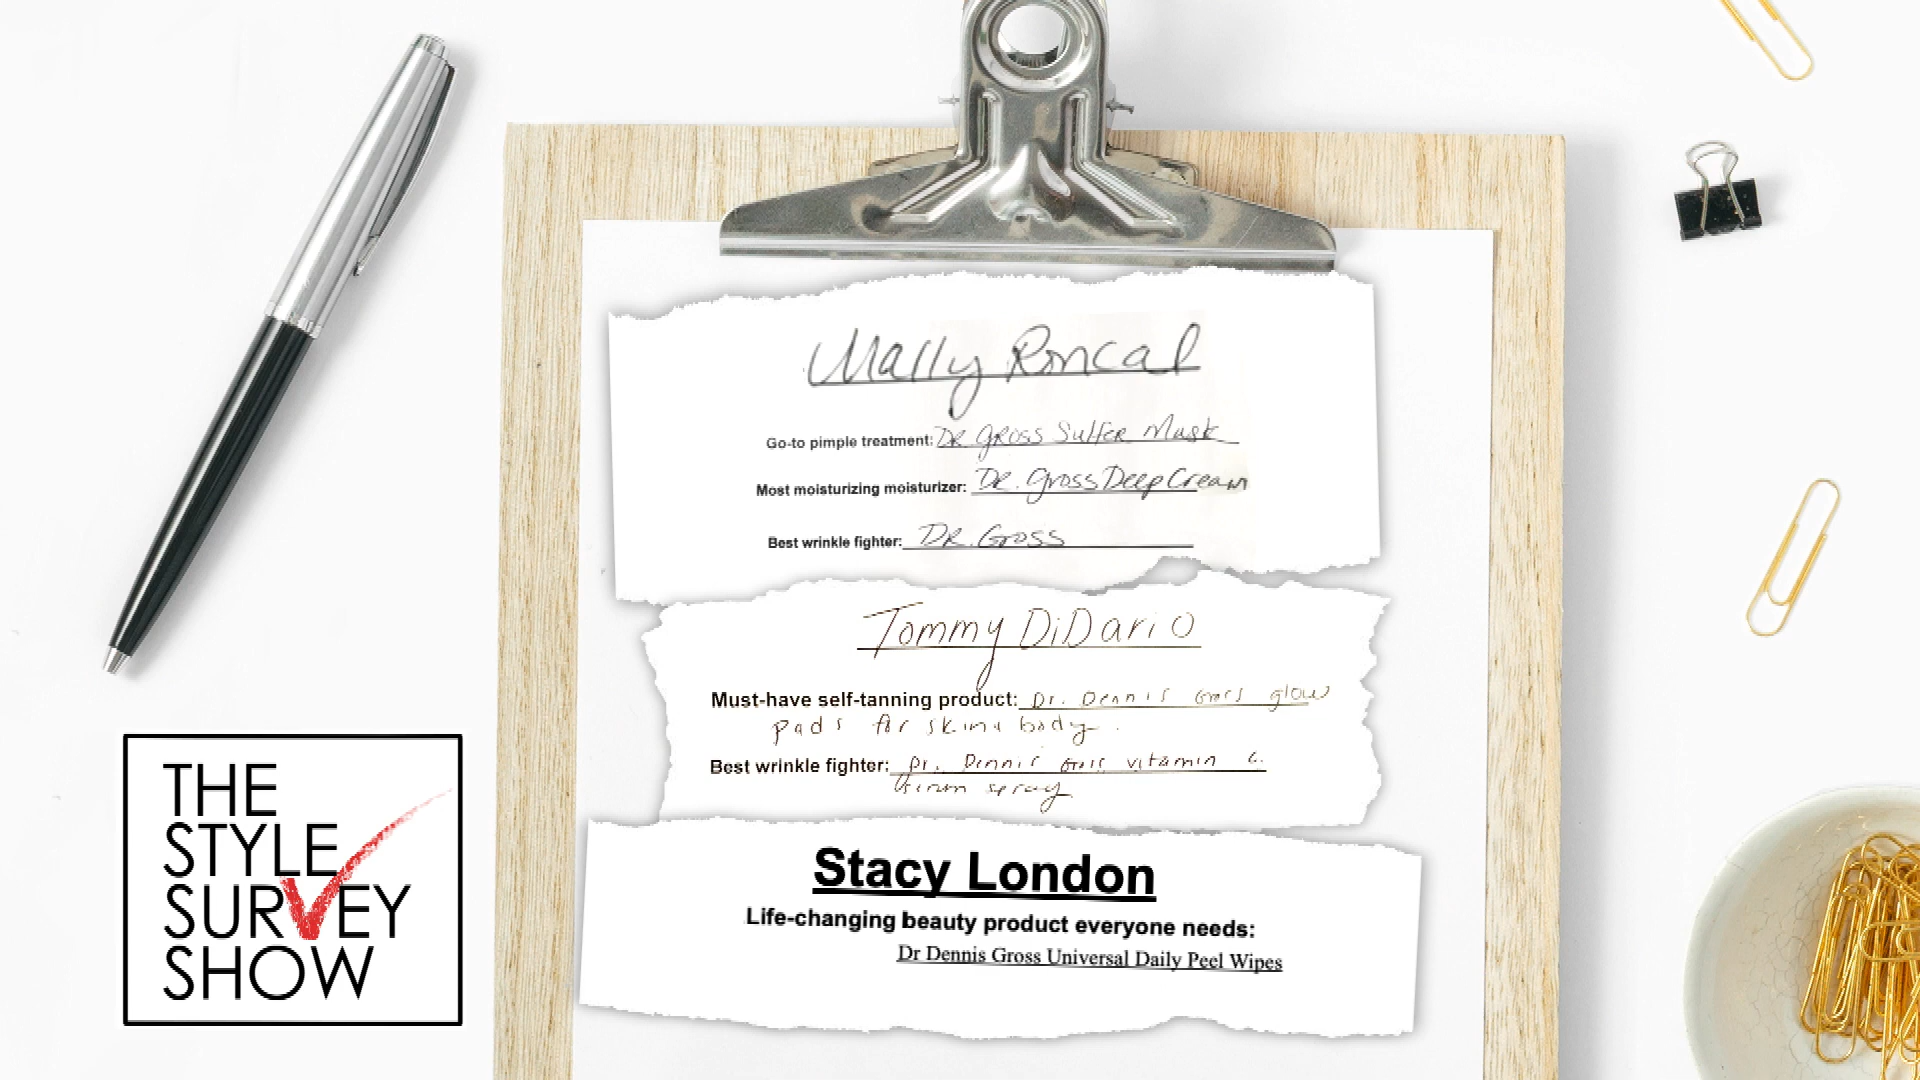 Mally Roncal
Go-to pimple treatment: DR GROSS Sulfer Mask
Most moisturizing moisturizer: DR. Gross Deep Cream
Best wrinkle fighter: DR. GROSS
Tommy DiDario
Must-have self-tanning product: Dr. Dennis Gross glow
pads for skin + body.
Best wrinkle fighter: Dr. Dennis Gross vitamin C.
serum spray
Stacy London
Life-changing beauty product everyone needs:
Dr Dennis Gross Universal Daily Peel Wipes
THE
STYLE
SURVEY
SHOW